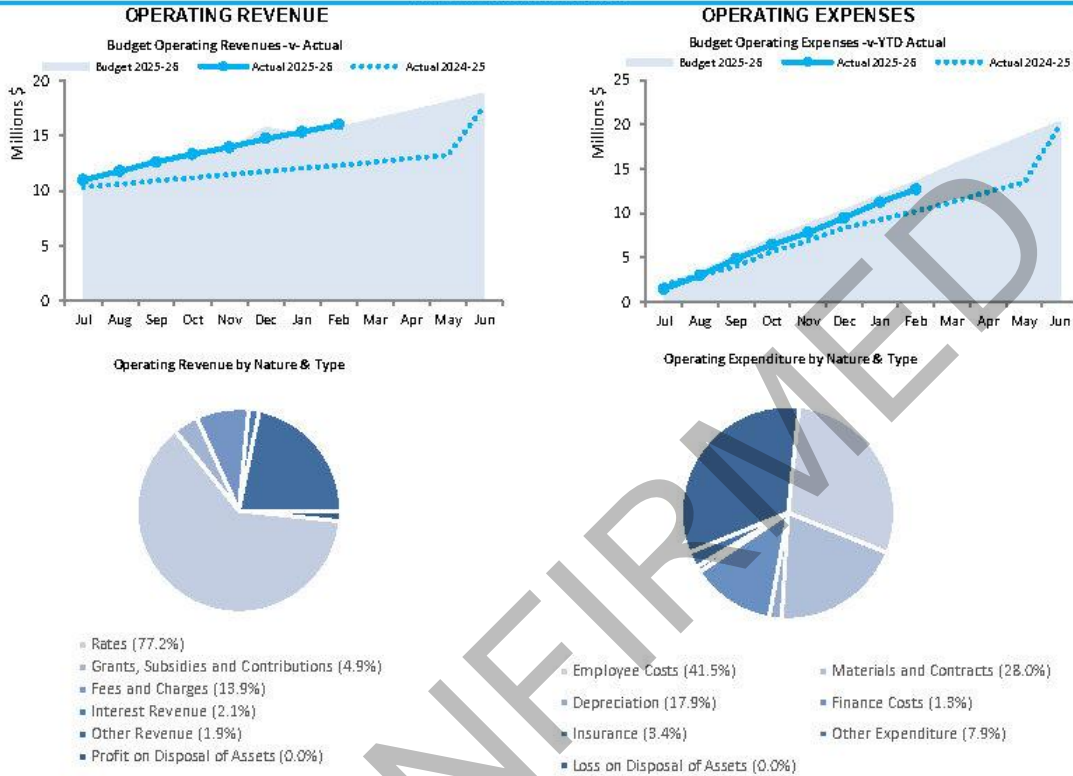 OPERATING REVENUE
Budget Operating Revenues -v- Actual
Budget 2025-26 Actual 2025-26 Actual 2024-25
Millions $
20
15
10
5
0
Jul Aug Sep Oct Nov Dec Jan Feb Mar Apr May Jun
OPERATING EXPENSES
Budget Operating Expenses -v-YTD Actual
Budget 2025-26 Actual 2025-26 Actual 2024-25
Millions $
25
20
15
10
5
0
Jul Aug Sep Oct Nov Dec Jan Feb Mar Apr May Jun
Operating Revenue by Nature & Type
Rates (77.2%)
Grants, Subsidies and Contributions (4.9%)
Fees and Charges (13.9%)
Interest Revenue (2.1%)
Other Revenue (1.9%)
Profit on Disposal of Assets (0.0%)
Operating Expenditure by Nature & Type
Employee Costs (41.5%) Materials and Contracts (28.0%)
Depreciation (17.9%) Finance Costs (1.3%)
Insurance (3.4%) Other Expenditure (7.9%)
Loss on Disposal of Assets (0.0%)
NFIRMED